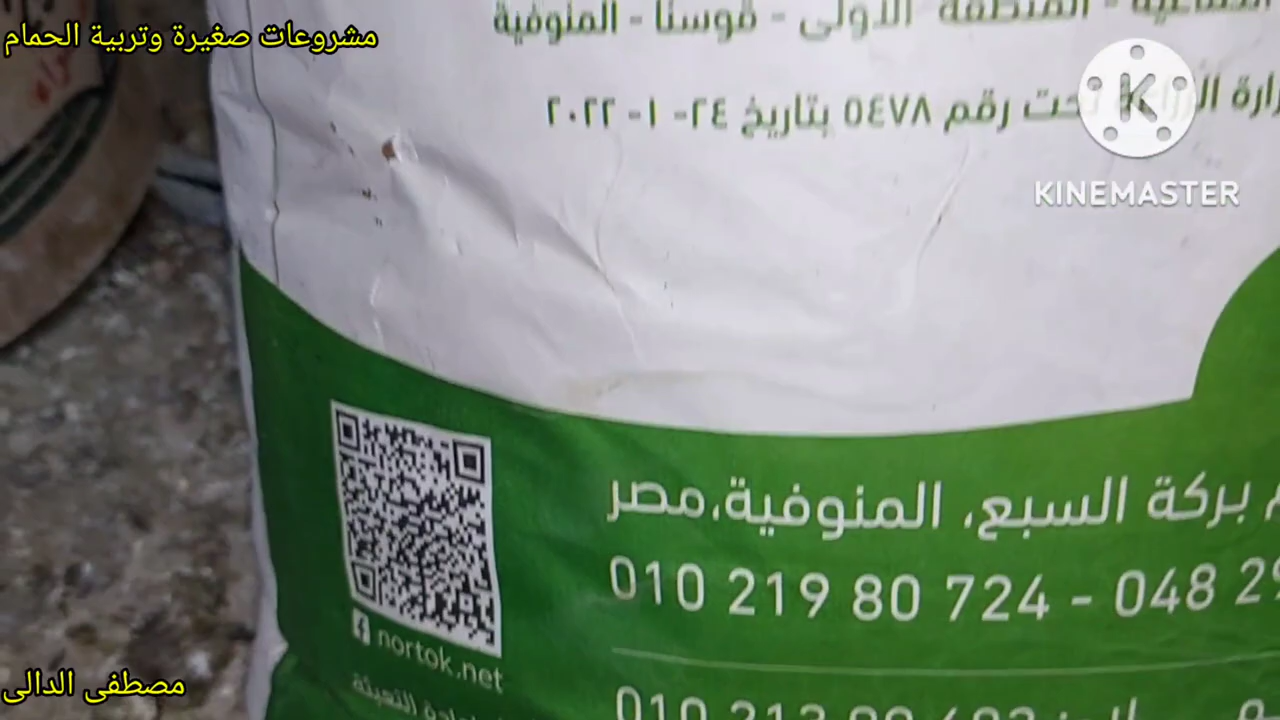 مشروعات صغيرة وتربية الحمام
المنطقة الأولى - قوسنا - المنوفية
تحت رقم ٥٤٧٨ بتاريخ ٢٤- ١- ٢٠٢٢
KINEMASTER
بركة السبع، المنوفية،مصر
010 219 80 724 - 048 29
nortok.net
مصطفى الدالى